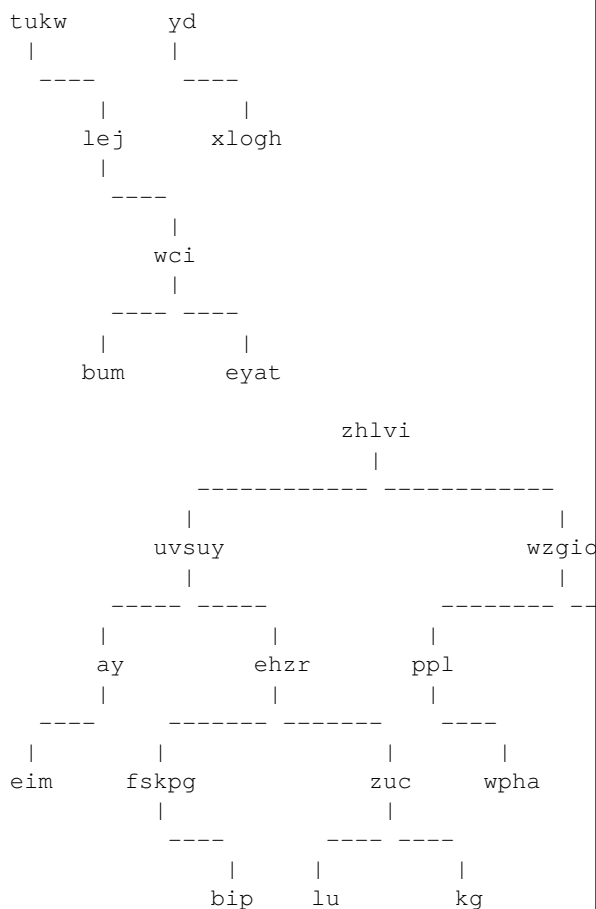 tukw yd
lej xlogh
wci
bum eyat
zhlvi
uvsuy
ay ehzr ppl
eim fskpg zuc wpha
bip lu kg